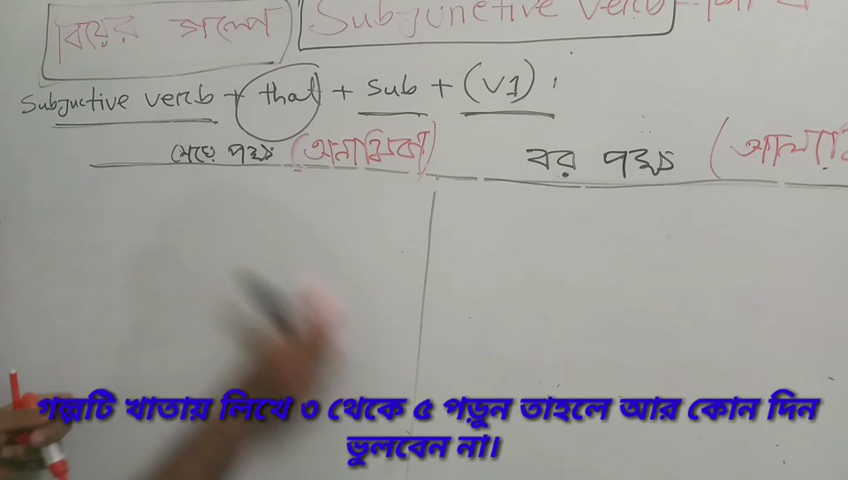 বিয়ের গল্পে
Subjunctive verb
Subjuctive verb + that + sub + (V1)
মেয়ে পক্ষ (অনামিকা)
বর পক্ষ
গল্পটি খাতায় লিখে ৩ থেকে ৫ পড়ুন তাহলে আর কোন দিন
ভুলবেন না।